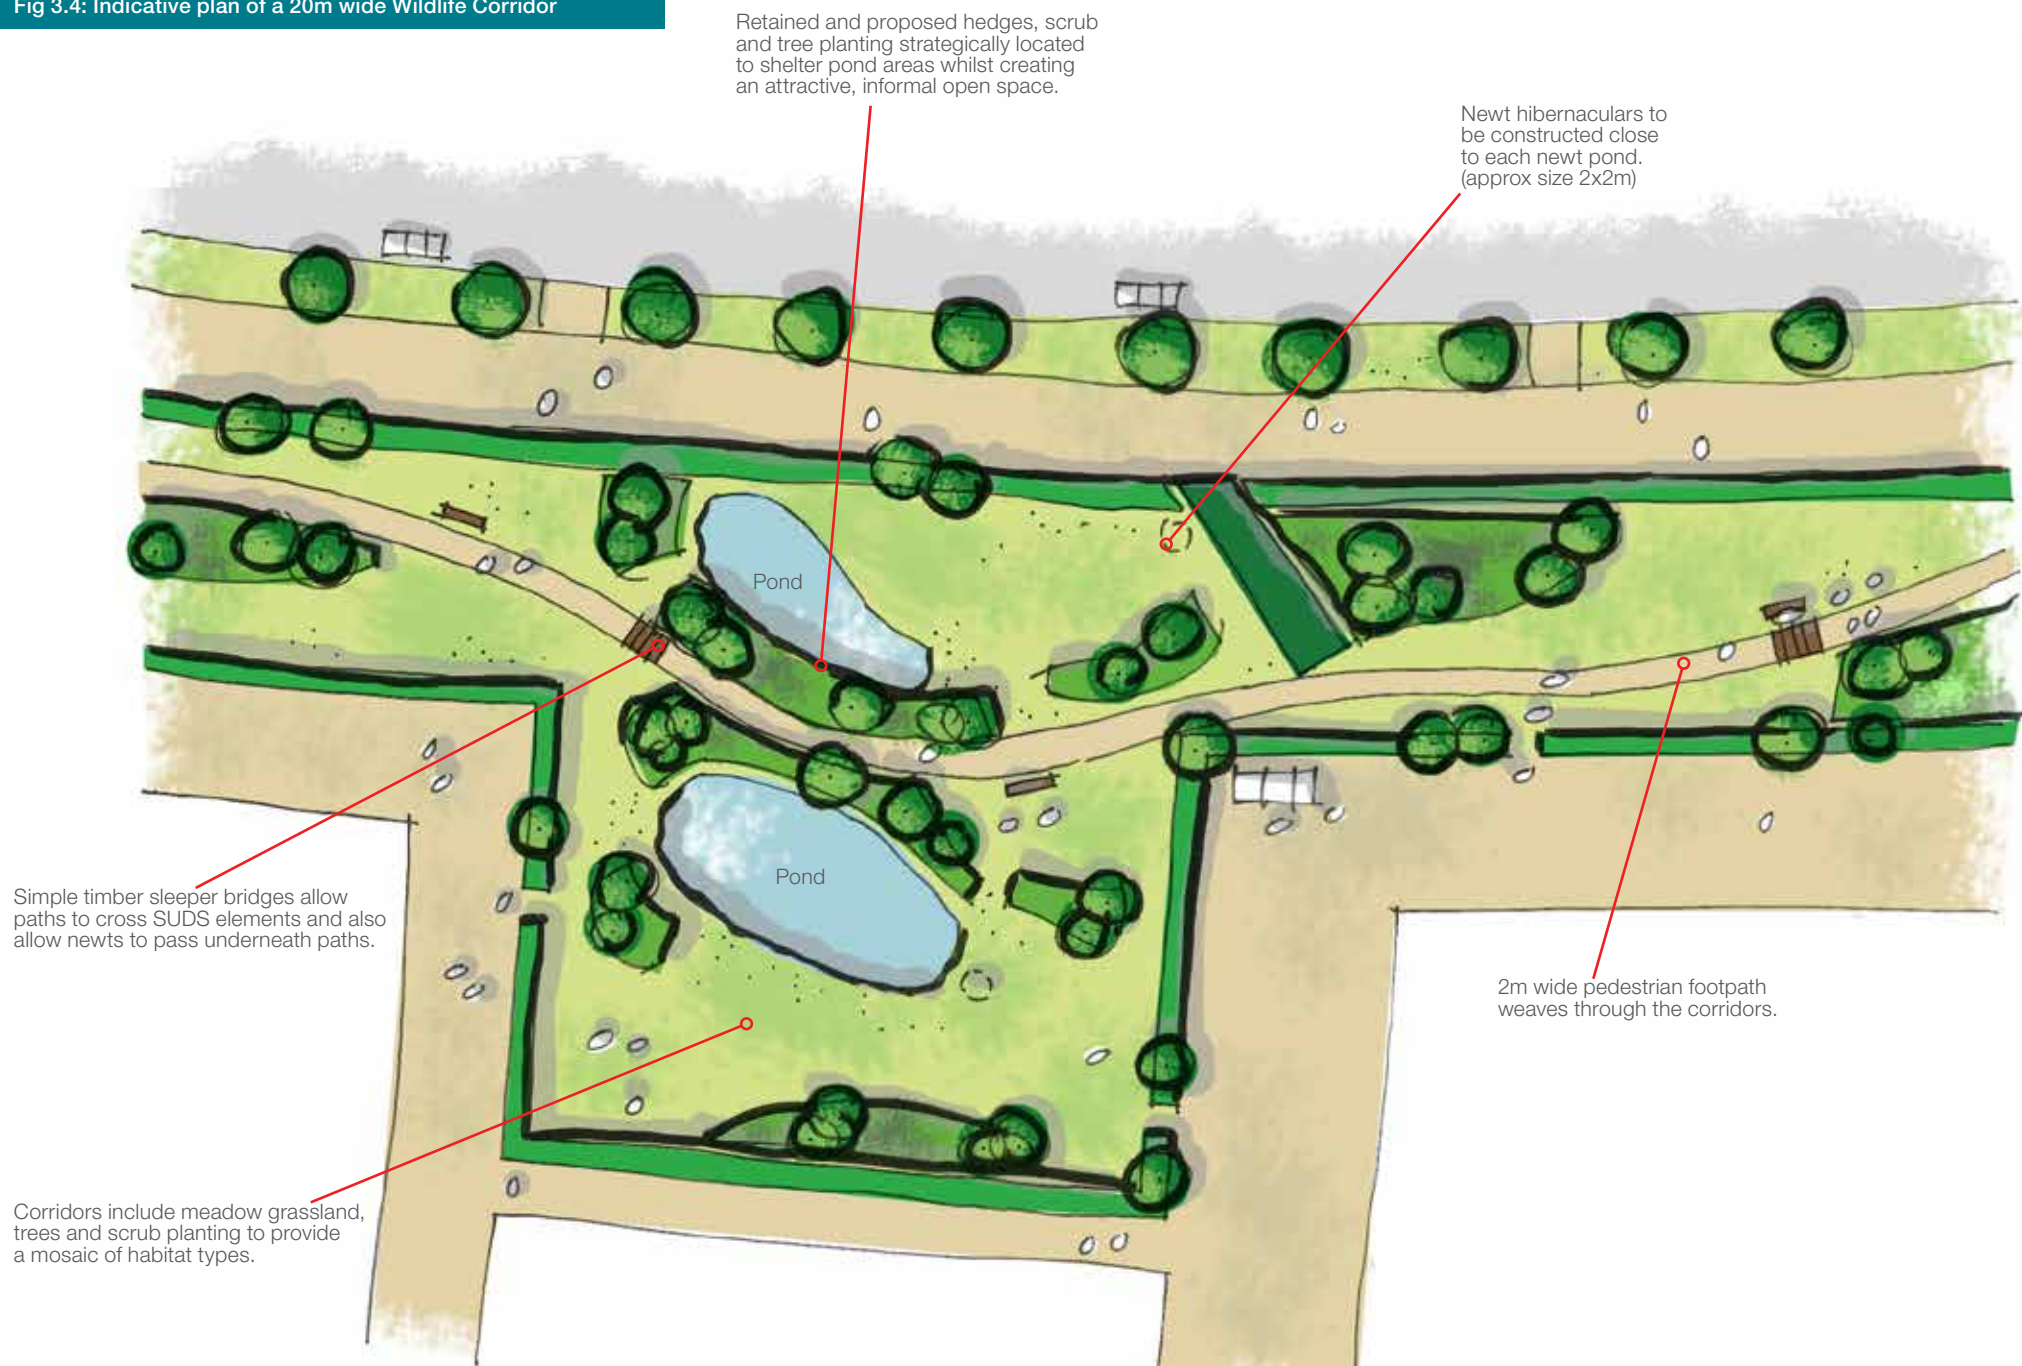 Fig 3.4: Indicative plan of a 20m wide Wildlife Corridor
Retained and proposed hedges, scrub
and tree planting strategically located
to shelter pond areas whilst creating
an attractive, informal open space.
Newt hibernaculars to
be constructed close
to each newt pond.
(approx size 2x2m)
Pond
Pond
Simple timber sleeper bridges allow
paths to cross SUDS elements and also
allow newts to pass underneath paths.
2m wide pedestrian footpath
weaves through the corridors.
Corridors include meadow grassland,
trees and scrub planting to provide
a mosaic of habitat types.